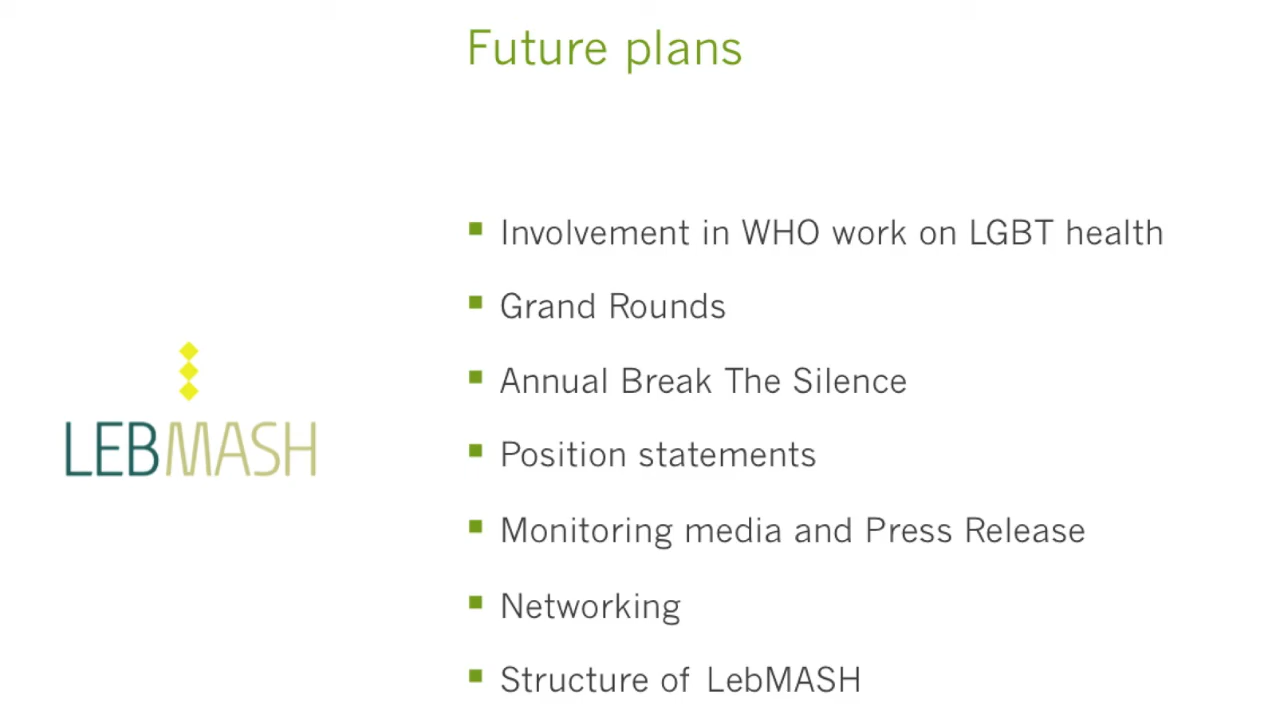 Future plans
Involvement in WHO work on LGBT health
Grand Rounds
Annual Break The Silence
LEBMASH
Position statements
Monitoring media and Press Release
Networking
Structure of LebMASH